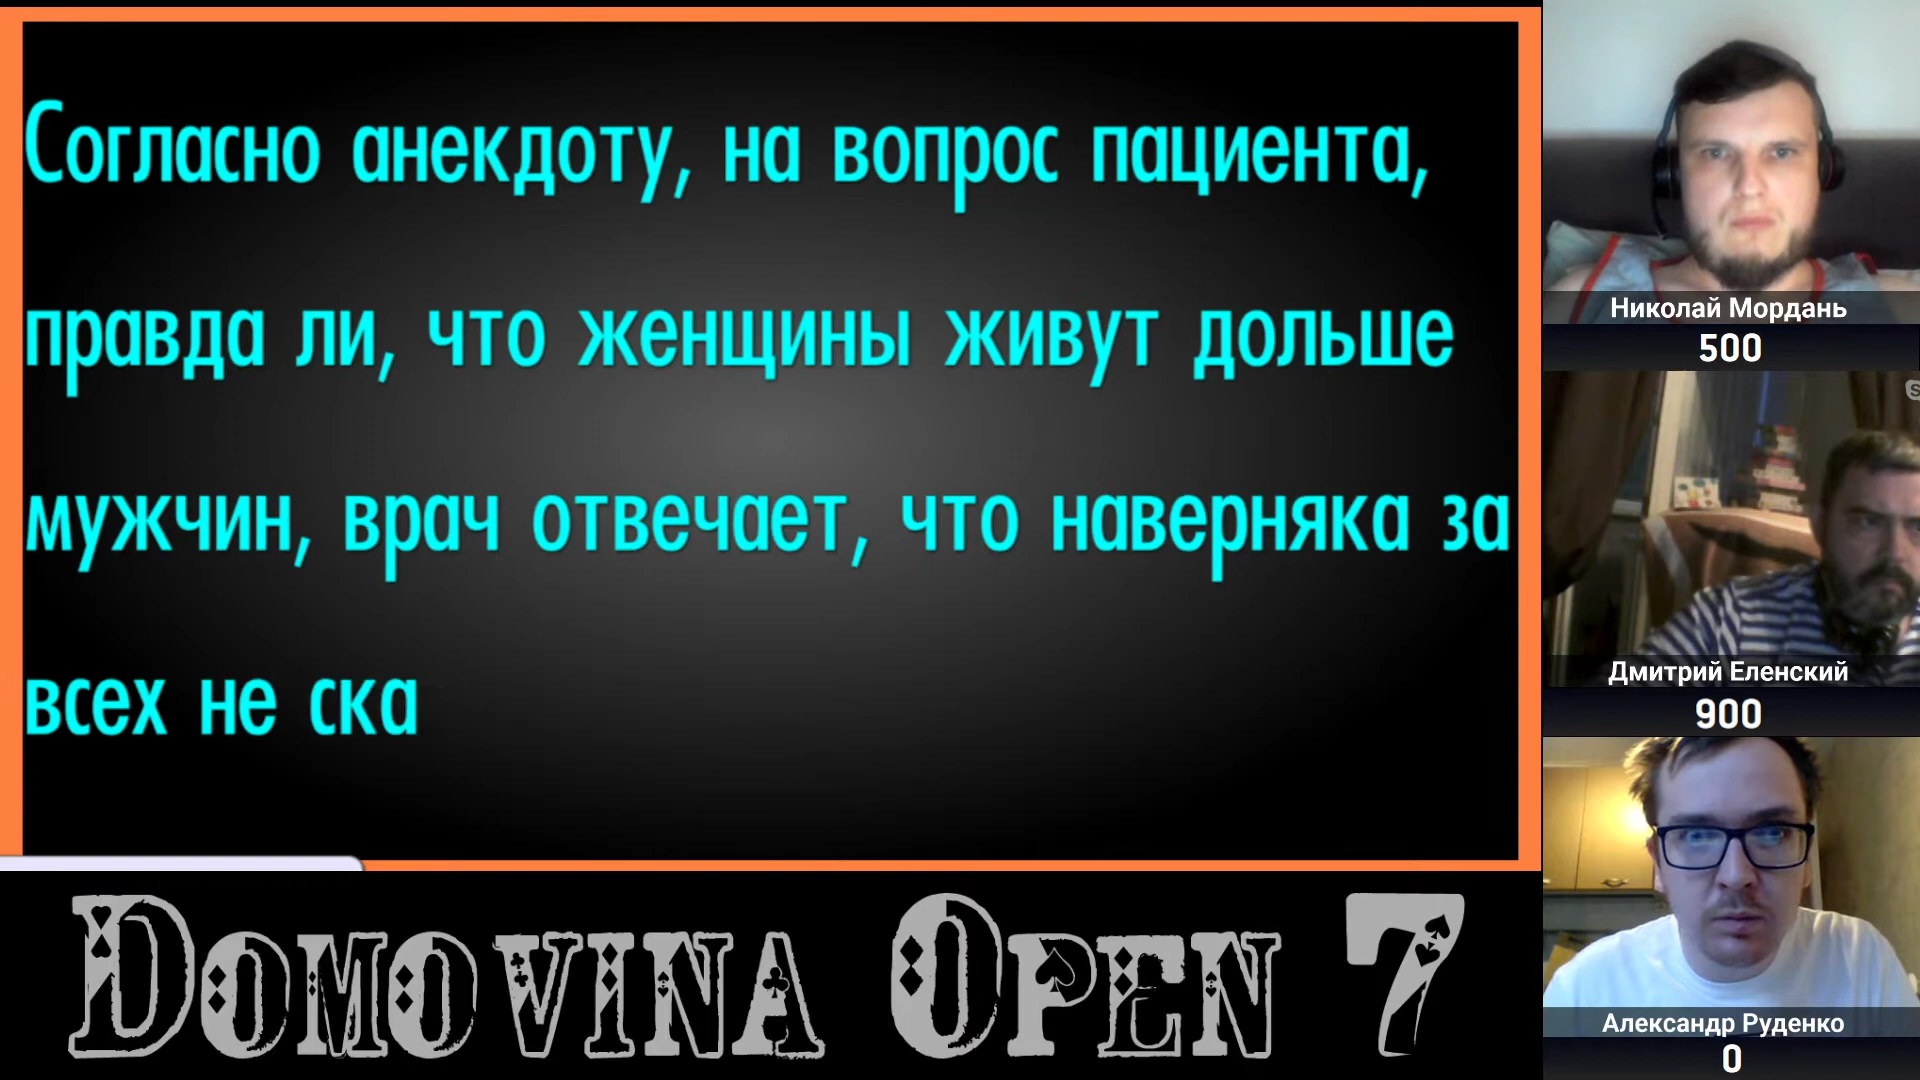 Согласно анекдоту, на вопрос пациента,
правда ли, что женщины живут дольше
мужчин, врач отвечает, что наверняка за
всех не ска
Николай Мордань
500
Дмитрий Еленский
900
Александр Руденко
0
Domovina Open 7